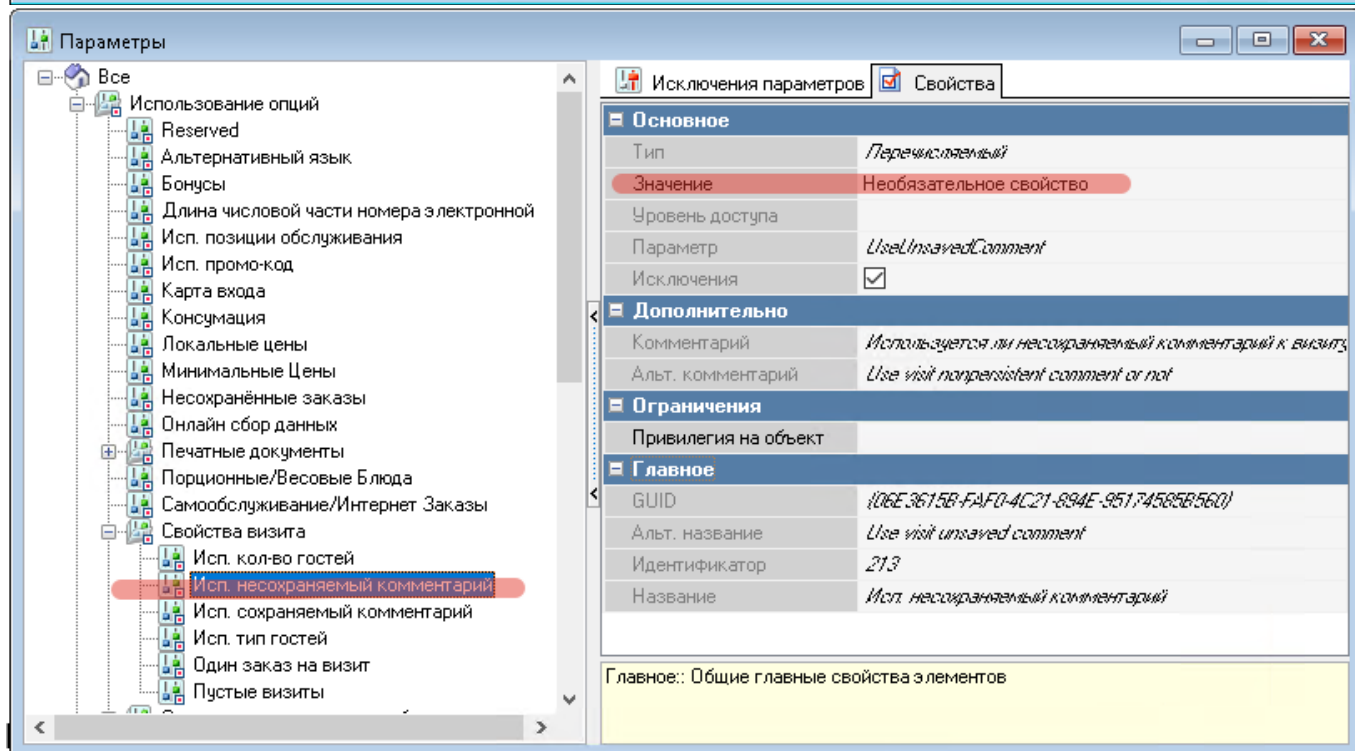 Параметры
Все
Использование опций
Reserved
Альтернативный язык
Бонусы
Длина числовой части номера электронной
Исп. позиции обслуживания
Исп. промо-код
Карта входа
Консумация
Локальные цены
Минимальные Цены
Несохранённые заказы
Онлайн сбор данных
Печатные документы
Порционные/Весовые Блюда
Самообслуживание/Интернет Заказы
Свойства визита
Исп. кол-во гостей
Исп. несохраняемый комментарий
Исп. сохраняемый комментарий
Исп. тип гостей
Один заказ на визит
Пустые визиты
Исключения параметров Свойства
Основное
Тип Перечисляемый
Значение Необязательное свойство
Уровень доступа
Параметр UseUnsavedComment
Исключения
Дополнительно
Комментарий Используется ли несохраняемый комментарий к визиту
Альт. комментарий Use visit nonpersistent comment or not
Ограничения
Привилегия на объект
Главное
GUID {06E3615B-FAF0-4C21-894E-95174585B560}
Альт. название Use visit unsaved comment
Идентификатор 213
Название Исп. несохраняемый комментарий
Главное:: Общие главные свойства элементов